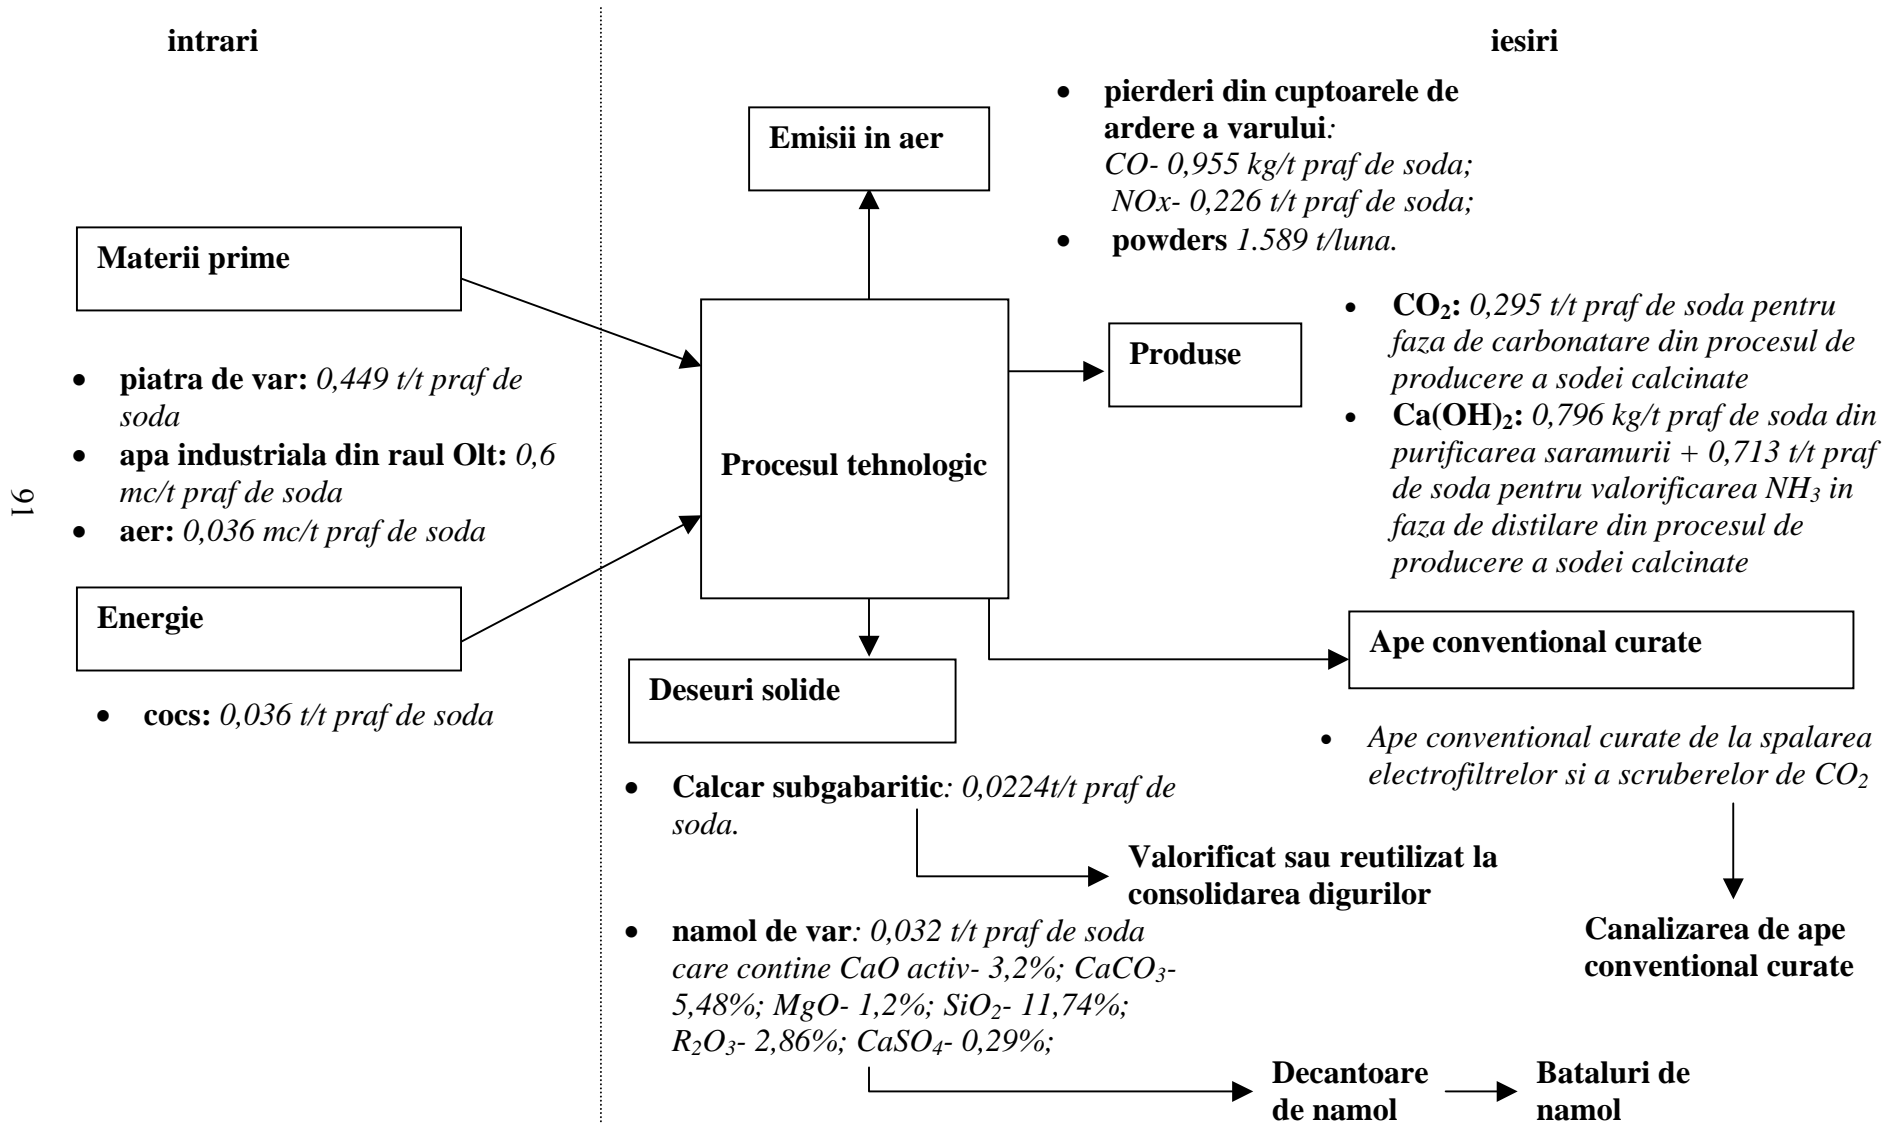 intrari
iesiri
Materii prime
• piatra de var: 0,449 t/t praf de
soda
• apa industriala din raul Olt: 0,6
mc/t praf de soda
• aer: 0,036 mc/t praf de soda
Energie
• cocs: 0,036 t/t praf de soda
91
Emisii in aer
• pierderi din cuptoarele de
ardere a varului:
CO- 0,955 kg/t praf de soda;
NOx- 0,226 t/t praf de soda;
• powders 1.589 t/luna.
Procesul tehnologic
Produse
• CO₂: 0,295 t/t praf de soda pentru
faza de carbonatare din procesul de
producere a sodei calcinate
• Ca(OH)₂: 0,796 kg/t praf de soda din
purificarea saramurii + 0,713 t/t praf
de soda pentru valorificarea NH₃ in
faza de distilare din procesul de
producere a sodei calcinate
Ape conventional curate
• Ape conventional curate de la spalarea
electrofiltrelor si a scruberelor de CO₂
Canalizarea de ape
conventional curate
Deseuri solide
• Calcar subgabaritic: 0,0224t/t praf de
soda.
Valorificat sau reutilizat la
consolidarea digurilor
• namol de var: 0,032 t/t praf de soda
care contine CaO activ- 3,2%; CaCO₃-
5,48%; MgO- 1,2%; SiO₂- 11,74%;
R₂O₃- 2,86%; CaSO₄- 0,29%;
Decantoare
de namol
Bataluri de
namol